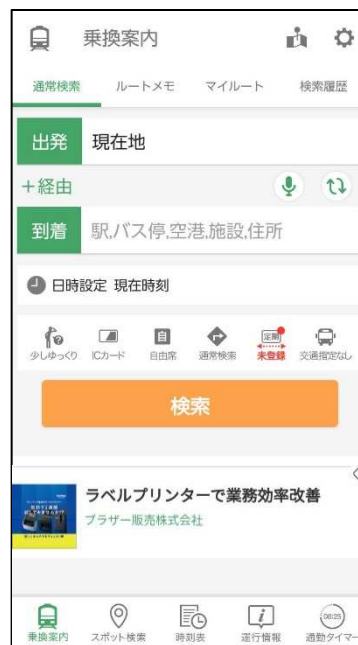 乗換案内
通常検索 ルートメモ マイルート 検索履歴
出発 現在地
+経由
到着 駅,バス停,空港,施設,住所
日時設定 現在時刻
自 定期
少しゆっくり ICカード 自由席 通常検索 未登録 交通指定なし
検索
ラベルプリンターで業務効率改善
ブラザー販売株式会社
08:25
乗換案内 スポット検索 時刻表 運行情報 通勤タイマー